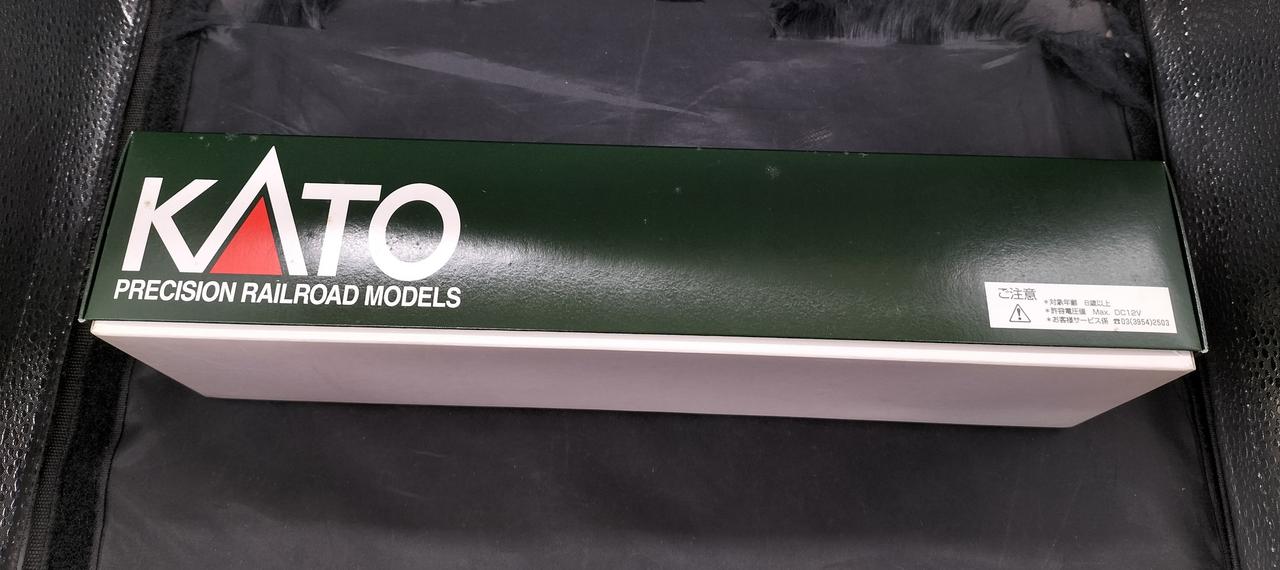 KATO
PRECISION RAILROAD MODELS
ご注意
*対象年齢 8歳以上
*許容電圧値 Max. DC12V
*お客様サービス係 ☎03(3954)2503